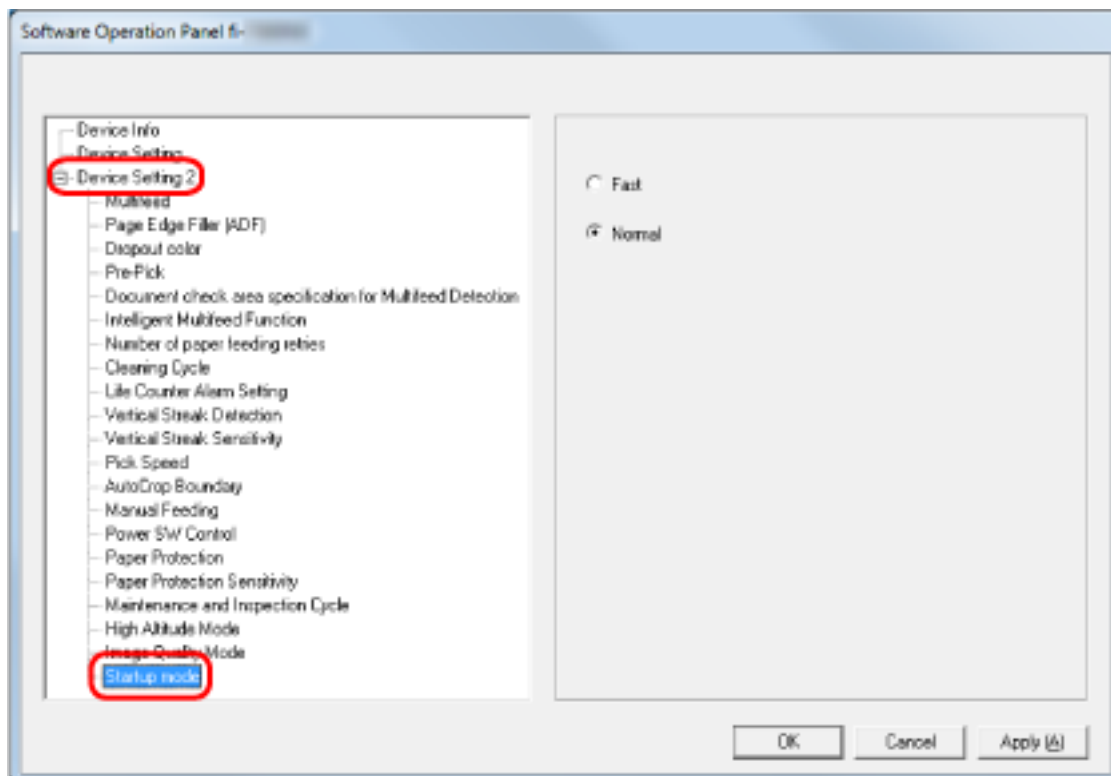 Software Operation Panel fi-
Device Info
Device Setting
Device Setting 2
Multifeed
Page Edge Filler (ADF)
Dropout color
Pre-Pick
Document check area specification for Multifeed Detection
Intelligent Multifeed Function
Number of paper feeding retries
Cleaning Cycle
Life Counter Alarm Setting
Vertical Streak Detection
Vertical Streak Sensitivity
Pick Speed
AutoCrop Boundary
Manual Feeding
Power SW Control
Paper Protection
Paper Protection Sensitivity
Maintenance and Inspection Cycle
High Altitude Mode
Image Quality Mode
Startup mode
Fast
Normal
OK
Cancel
Apply (A)